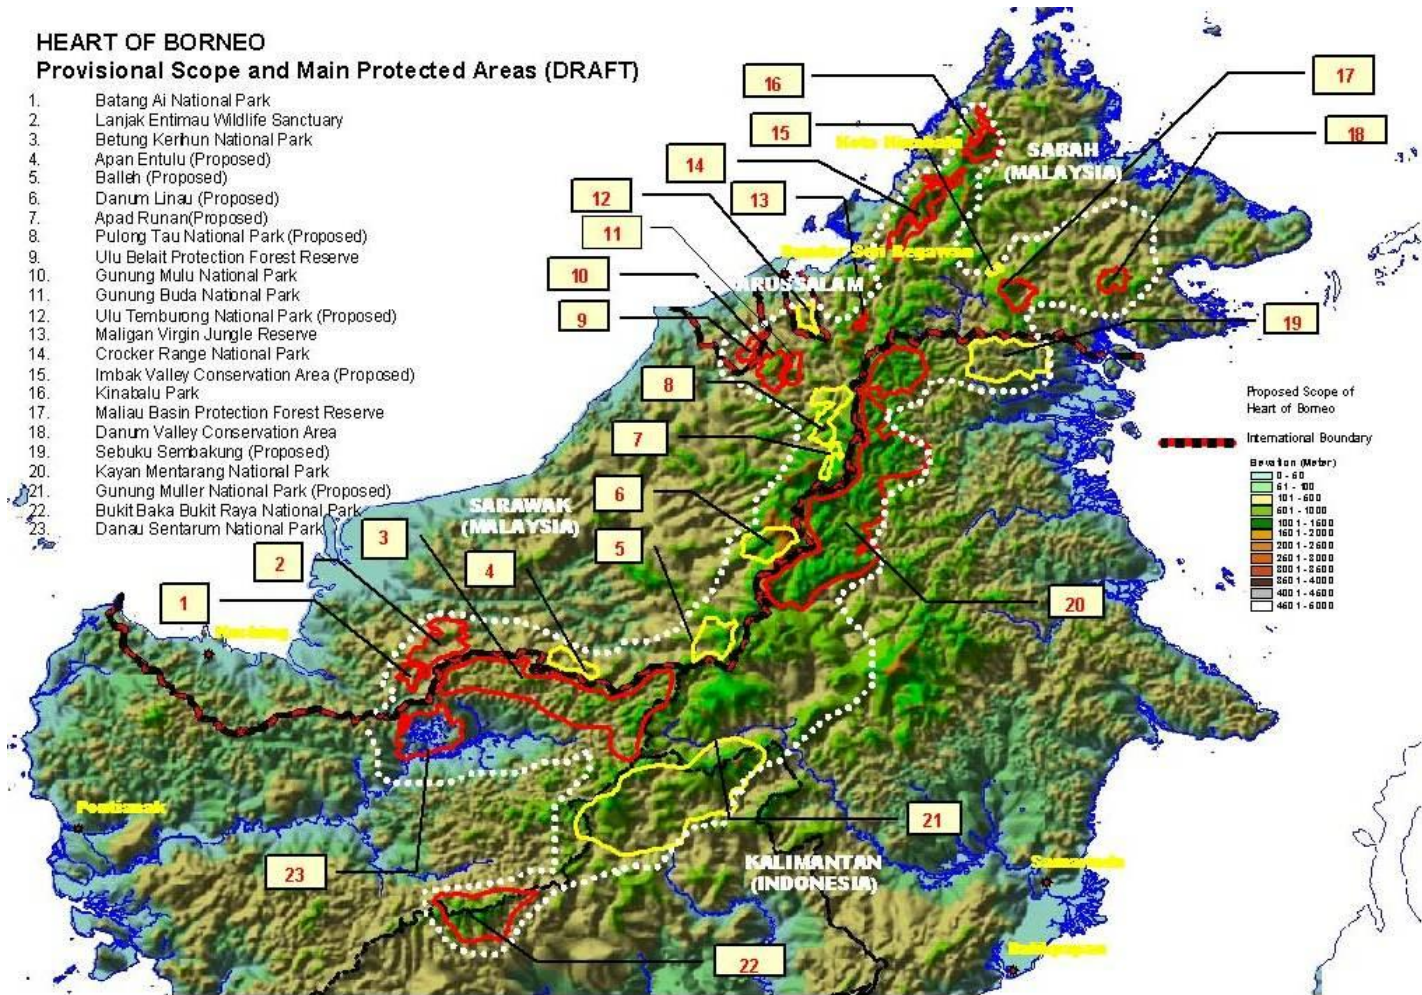 HEART OF BORNEO
Provisional Scope and Main Protected Areas (DRAFT)
1. Batang Ai National Park
2. Lanjak Entimau Wildlife Sanctuary
3. Betung Kerihun National Park
4. Apan Entulu (Proposed)
5. Balleh (Proposed)
6. Danum Linau (Proposed)
7. Apad Runan(Proposed)
8. Pulong Tau National Park (Proposed)
9. Ulu Belait Protection Forest Reserve
10. Gunung Mulu National Park
11. Gunung Buda National Park
12. Ulu Temburong National Park (Proposed)
13. Maligan Virgin Jungle Reserve
14. Crocker Range National Park
15. Imbak Valley Conservation Area (Proposed)
16. Kinabalu Park
17. Maliau Basin Protection Forest Reserve
18. Danum Valley Conservation Area
19. Sebuku Sembakung (Proposed)
20. Kayan Mentarang National Park
21. Gunung Muller National Park (Proposed)
22. Bukit Baka Bukit Raya National Park
23. Danau Sentarum National Park
16
17
15
18
14
12
13
11
10
9
19
8
7
6
5
4
3
2
1
20
21
23
22
SABAH
(MALAYSIA)
ARUSSALAM
SARAWAK
(MALAYSIA)
KALIMANTAN
(INDONESIA)
Pontianak
Proposed Scope of
Heart of Borneo
International Boundary
Elevation (Meter)
0 - 60
61 - 100
101 - 600
601 - 1000
1001 - 1600
1601 - 2000
2001 - 2600
2601 - 3000
3001 - 3600
3601 - 4000
4001 - 4600
4601 - 6000